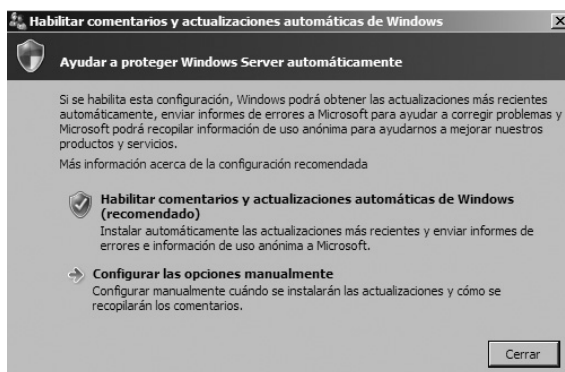 Habilitar comentarios y actualizaciones automáticas de Windows
Ayudar a proteger Windows Server automáticamente
Si se habilita esta configuración, Windows podrá obtener las actualizaciones más recientes
automáticamente, enviar informes de errores a Microsoft para ayudar a corregir problemas y
Microsoft podrá recopilar información de uso anónima para ayudarnos a mejorar nuestros
productos y servicios.
Más información acerca de la configuración recomendada
Habilitar comentarios y actualizaciones automáticas de Windows
(recomendado)
Instalar automáticamente las actualizaciones más recientes y enviar informes de
errores e información de uso anónima a Microsoft.
Configurar las opciones manualmente
Configurar manualmente cuándo se instalarán las actualizaciones y cómo se
recopilarán los comentarios.
Cerrar